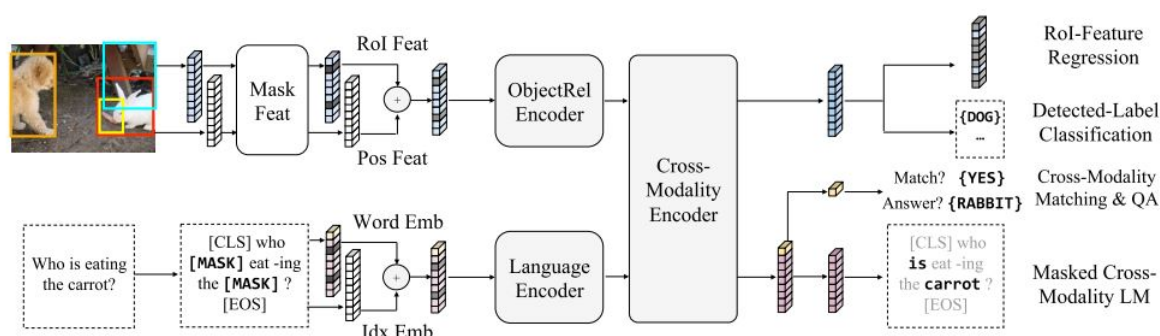 RoI Feat
Mask
Feat
+
Pos Feat
ObjectRel
Encoder
Cross-
Modality
Encoder
RoI-Feature
Regression
{DOG}
...
Detected-Label
Classification
Match? {YES}
Answer? {RABBIT}
Cross-Modality
Matching & QA
Who is eating
the carrot?
[CLS] who
[MASK] eat -ing
the [MASK] ?
[EOS]
Word Emb
+
Idx Emb
Language
Encoder
[CLS] who
is eat -ing
the carrot ?
[EOS]
Masked Cross-
Modality LM